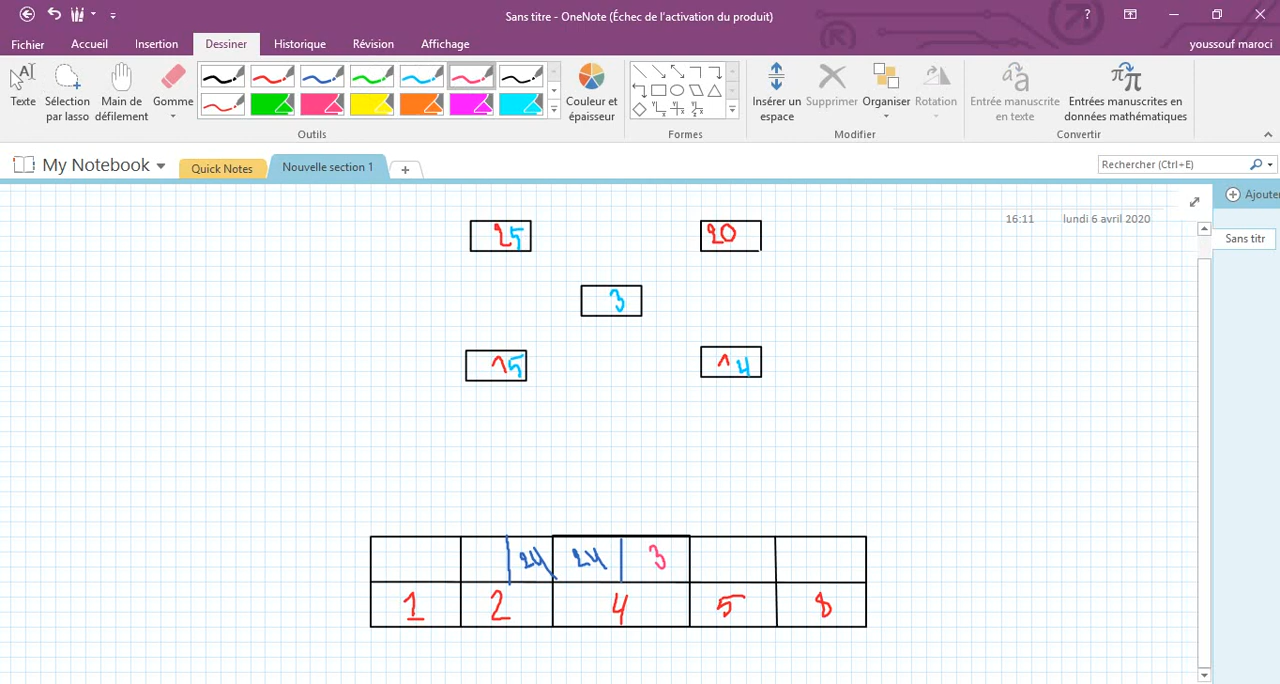 Sans titre - OneNote (Échec de l'activation du produit)
?
Fichier Accueil Insertion Dessiner Historique Révision Affichage youssouf maroci
Texte
Sélection par lasso
Main de défilement
Gomme
Couleur et épaisseur
Insérer un espace
Supprimer
Organiser
Rotation
Entrée manuscrite en texte
Entrées manuscrites en données mathématiques
Outils Formes Modifier Convertir
My Notebook Quick Notes Nouvelle section 1 + Rechercher (Ctrl+E)
Ajouter
16:11 lundi 6 avril 2020
Sans titr
25 20
3
15 14
24 24 3
1 2 4 5 8